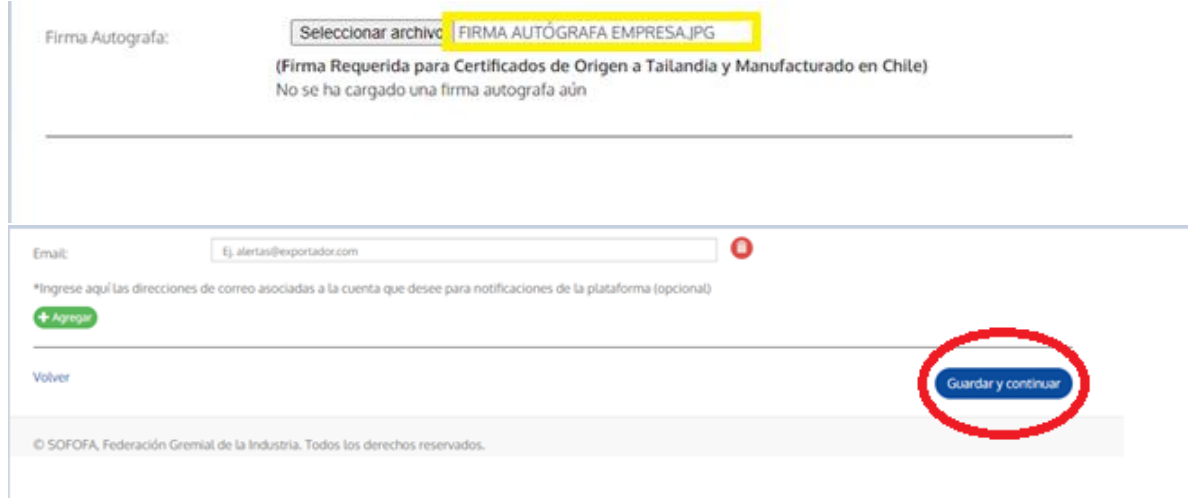 Firma Autografa:
Seleccionar archivo FIRMA AUTÓGRAFA EMPRESA.JPG
(Firma Requerida para Certificados de Origen a Tailandia y Manufacturado en Chile)
No se ha cargado una firma autografa aún
Email:
Ej. alertas@exportador.com
*Ingrese aquí las direcciones de correo asociadas a la cuenta que desee para notificaciones de la plataforma (opcional)
+ Agregar
Volver
Guardar y continuar
© SOFOFA, Federación Gremial de la Industria. Todos los derechos reservados.